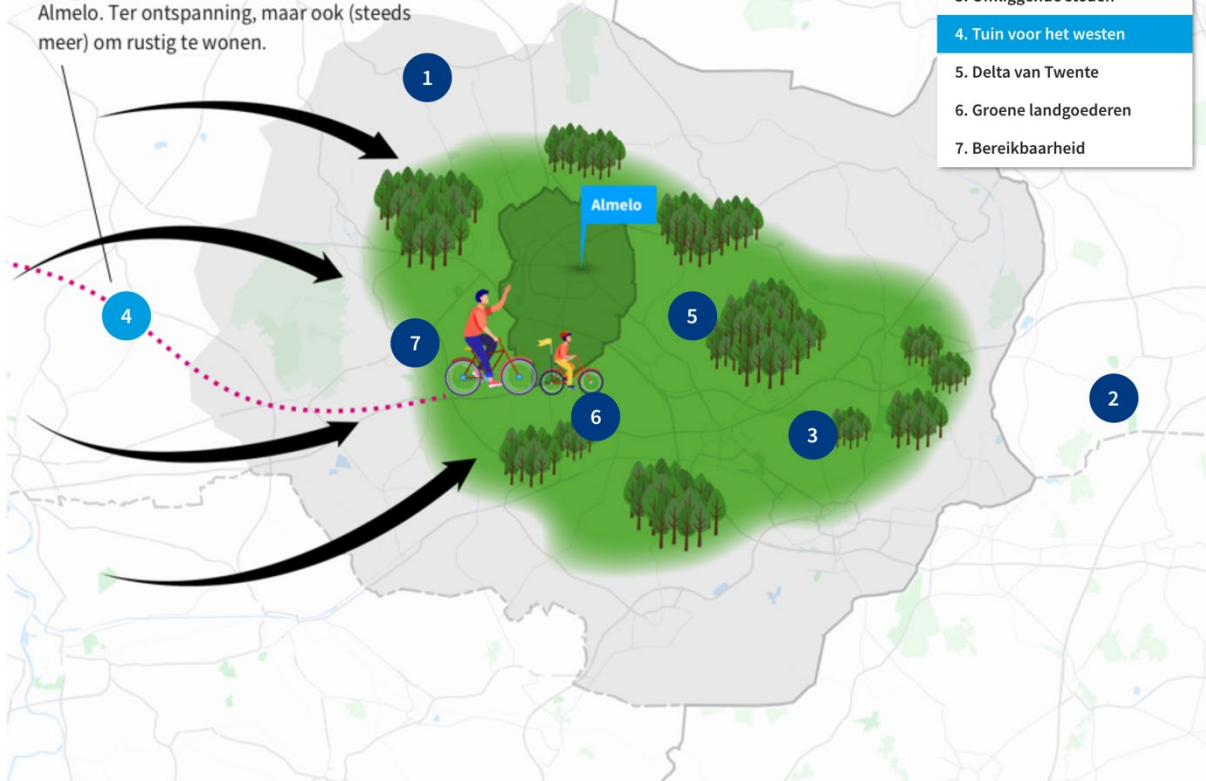 Almelo. Ter ontspanning, maar ook (steeds
meer) om rustig te wonen.
4. Tuin voor het westen
5. Delta van Twente
6. Groene landgoederen
7. Bereikbaarheid
1
Almelo
4
5
7
2
6
3